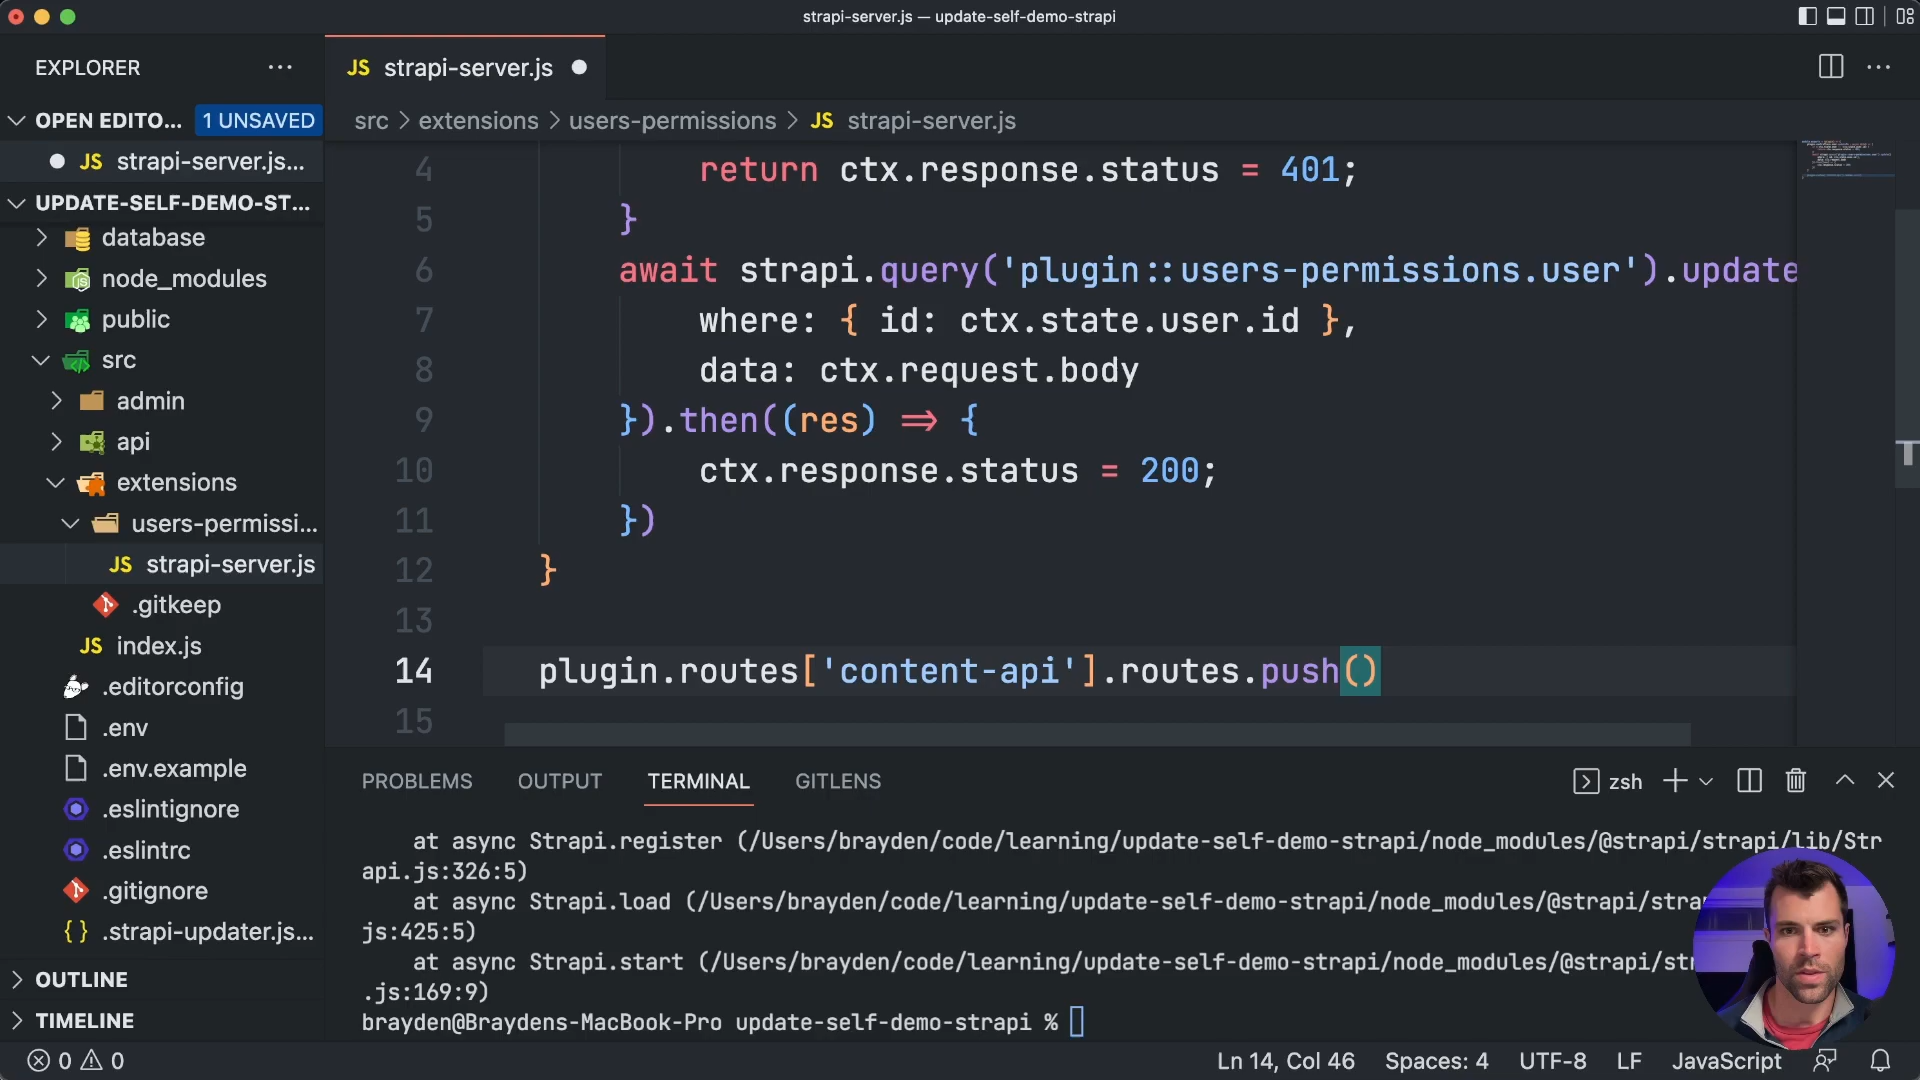 strapi-server.js — update-self-demo-strapi
EXPLORER
OPEN EDITO... 1 UNSAVED
JS strapi-server.js...
UPDATE-SELF-DEMO-ST...
database
node_modules
public
src
admin
api
extensions
users-permissi...
JS strapi-server.js
.gitkeep
JS index.js
.editorconfig
.env
.env.example
.eslintignore
.eslintrc
.gitignore
{} .strapi-updater.js...
OUTLINE
TIMELINE
JS strapi-server.js
src > extensions > users-permissions > JS strapi-server.js
4 return ctx.response.status = 401;
5 }
6 await strapi.query('plugin::users-permissions.user').update
7 where: { id: ctx.state.user.id },
8 data: ctx.request.body
9 }).then((res) => {
10 ctx.response.status = 200;
11 })
12 }
13
14 plugin.routes['content-api'].routes.push()
15
PROBLEMS OUTPUT TERMINAL GITLENS
zsh
at async Strapi.register (/Users/brayden/code/learning/update-self-demo-strapi/node_modules/@strapi/strapi/lib/Str
api.js:326:5)
at async Strapi.load (/Users/brayden/code/learning/update-self-demo-strapi/node_modules/@strapi/stra
js:425:5)
at async Strapi.start (/Users/brayden/code/learning/update-self-demo-strapi/node_modules/@strapi/st
.js:169:9)
brayden@Braydens-MacBook-Pro update-self-demo-strapi %
0 0
Ln 14, Col 46 Spaces: 4 UTF-8 LF JavaScript